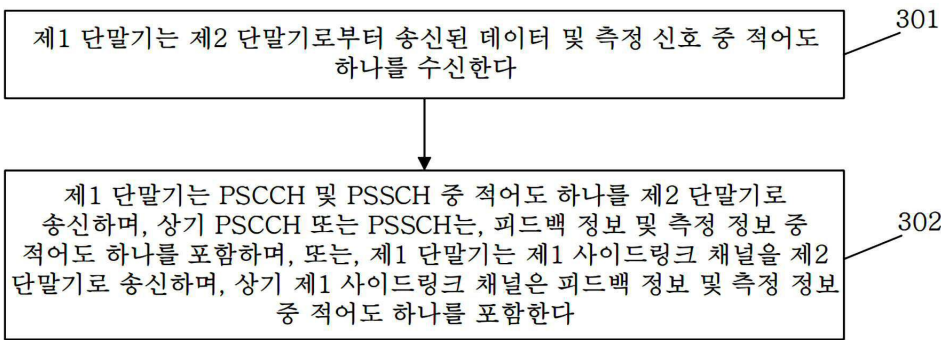 제1 단말기는 제2 단말기로부터 송신된 데이터 및 측정 신호 중 적어도
하나를 수신한다
301
제1 단말기는 PSCCH 및 PSSCH 중 적어도 하나를 제2 단말기로
송신하며, 상기 PSCCH 또는 PSSCH는, 피드백 정보 및 측정 정보 중
적어도 하나를 포함하며, 또는, 제1 단말기는 제1 사이드링크 채널을 제2
단말기로 송신하며, 상기 제1 사이드링크 채널은 피드백 정보 및 측정 정보
중 적어도 하나를 포함한다
302